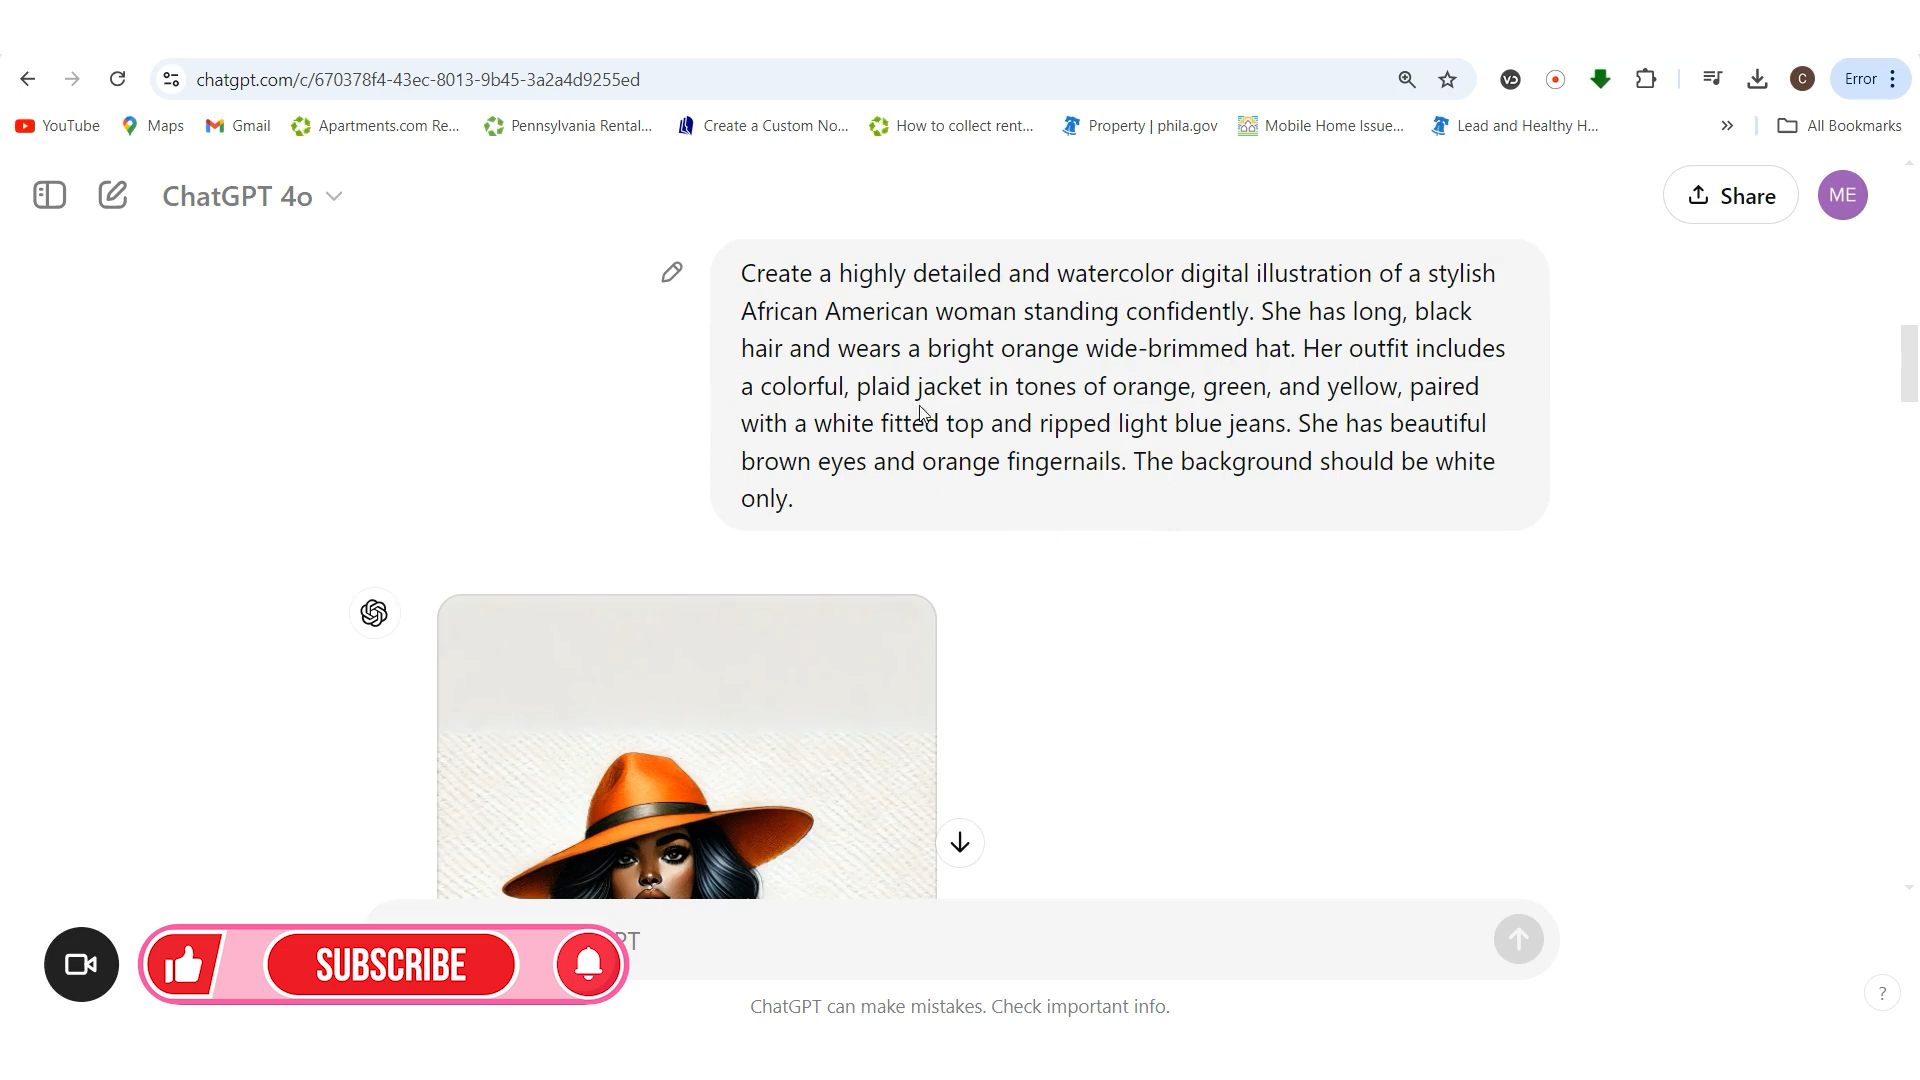 chatgpt.com/c/670378f4-43ec-8013-9b45-3a2a4d9255ed
C
Error
YouTube
Maps
Gmail
Apartments.com Re...
Pennsylvania Rental...
Create a Custom No...
How to collect rent...
Property | phila.gov
Mobile Home Issue...
Lead and Healthy H...
All Bookmarks
ChatGPT 4o
Share
ME
Create a highly detailed and watercolor digital illustration of a stylish
African American woman standing confidently. She has long, black
hair and wears a bright orange wide-brimmed hat. Her outfit includes
a colorful, plaid jacket in tones of orange, green, and yellow, paired
with a white fitted top and ripped light blue jeans. She has beautiful
brown eyes and orange fingernails. The background should be white
only.
PT
SUBSCRIBE
ChatGPT can make mistakes. Check important info.
?